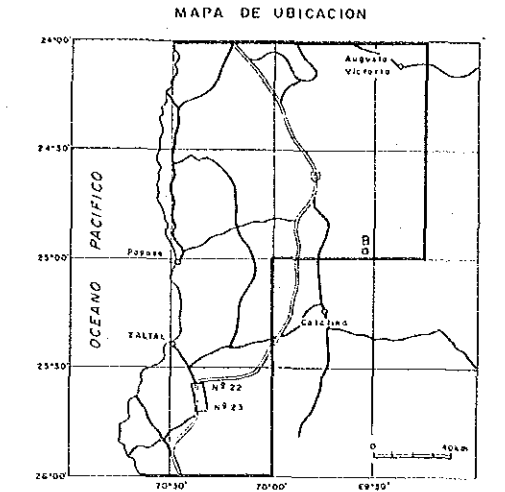 MAPA DE UBICACION
24°00'
Augusta
Victoria
24°30'
OCEANO PACIFICO
B
25°00'
Paposo
TALTAL
Catalina
25°30'
Nº 22
Nº 23
0 40km
26°00'
70°30' 70°00' 69°30'